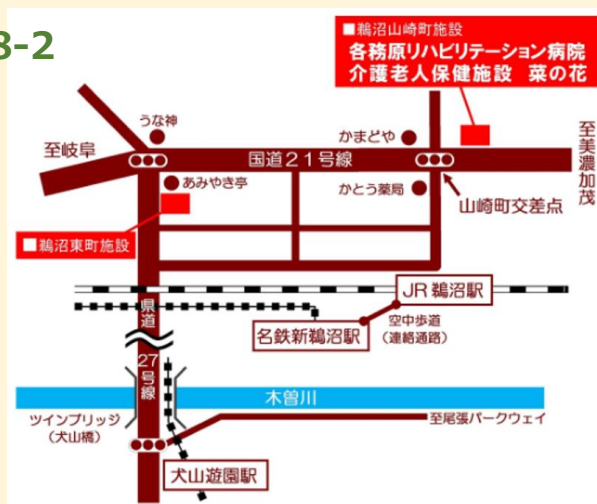 8-2
■鵜沼山崎町施設
各務原リハビリテーション病院
介護老人保健施設 菜の花
うな神
かまどや
至岐阜
国道21号線
至美濃加茂
あみやき亭
かとう薬局
山崎町交差点
■鵜沼東町施設
JR鵜沼駅
県道
27号線
名鉄新鵜沼駅
空中歩道
(連絡通路)
木曽川
ツインブリッジ
(犬山橋)
至尾張パークウェイ
犬山遊園駅